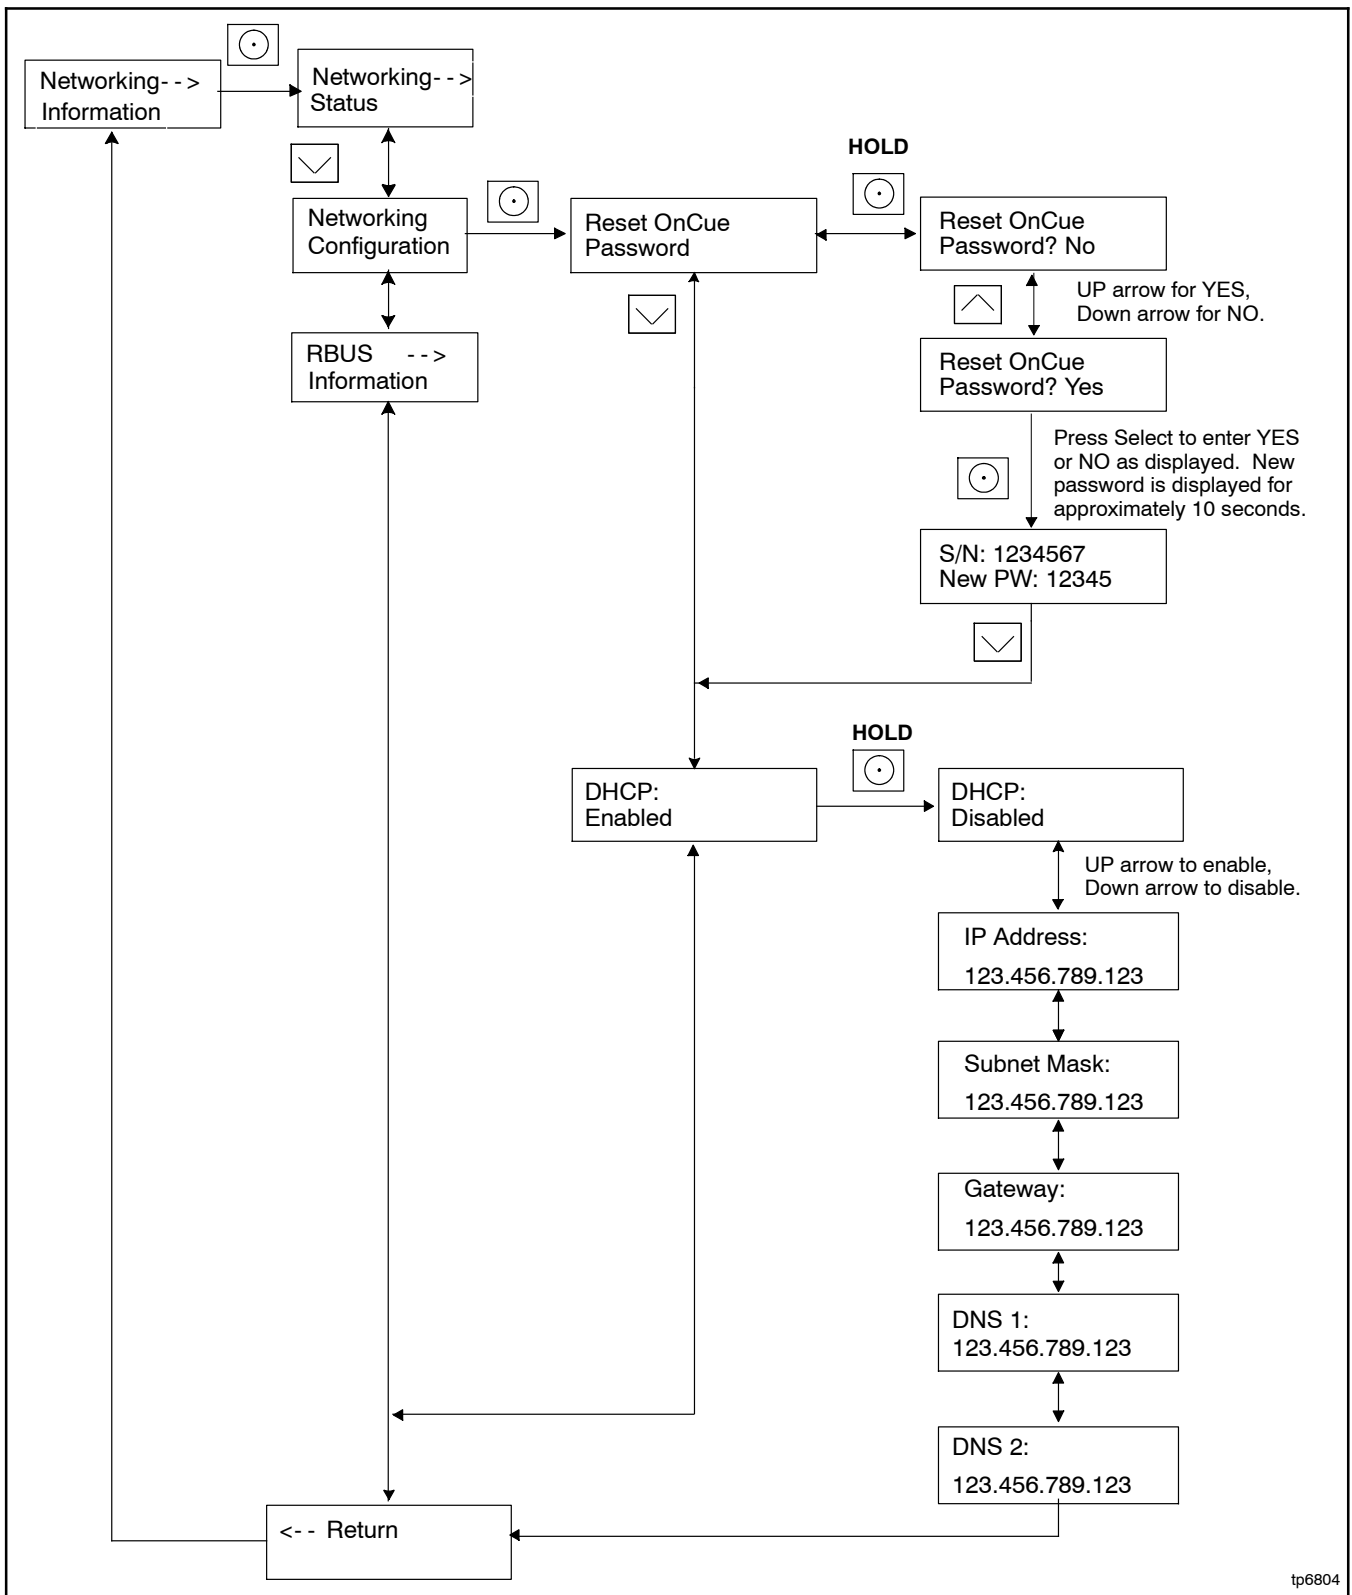 Networking-->
Information
Networking-->
Status
Networking
Configuration
RBUS -->
Information
Reset OnCue
Password
HOLD
Reset OnCue
Password? No
UP arrow for YES,
Down arrow for NO.
Reset OnCue
Password? Yes
Press Select to enter YES
or NO as displayed. New
password is displayed for
approximately 10 seconds.
S/N: 1234567
New PW: 12345
DHCP:
Enabled
HOLD
DHCP:
Disabled
UP arrow to enable,
Down arrow to disable.
IP Address:
123.456.789.123
Subnet Mask:
123.456.789.123
Gateway:
123.456.789.123
DNS 1:
123.456.789.123
DNS 2:
123.456.789.123
<-- Return
tp6804